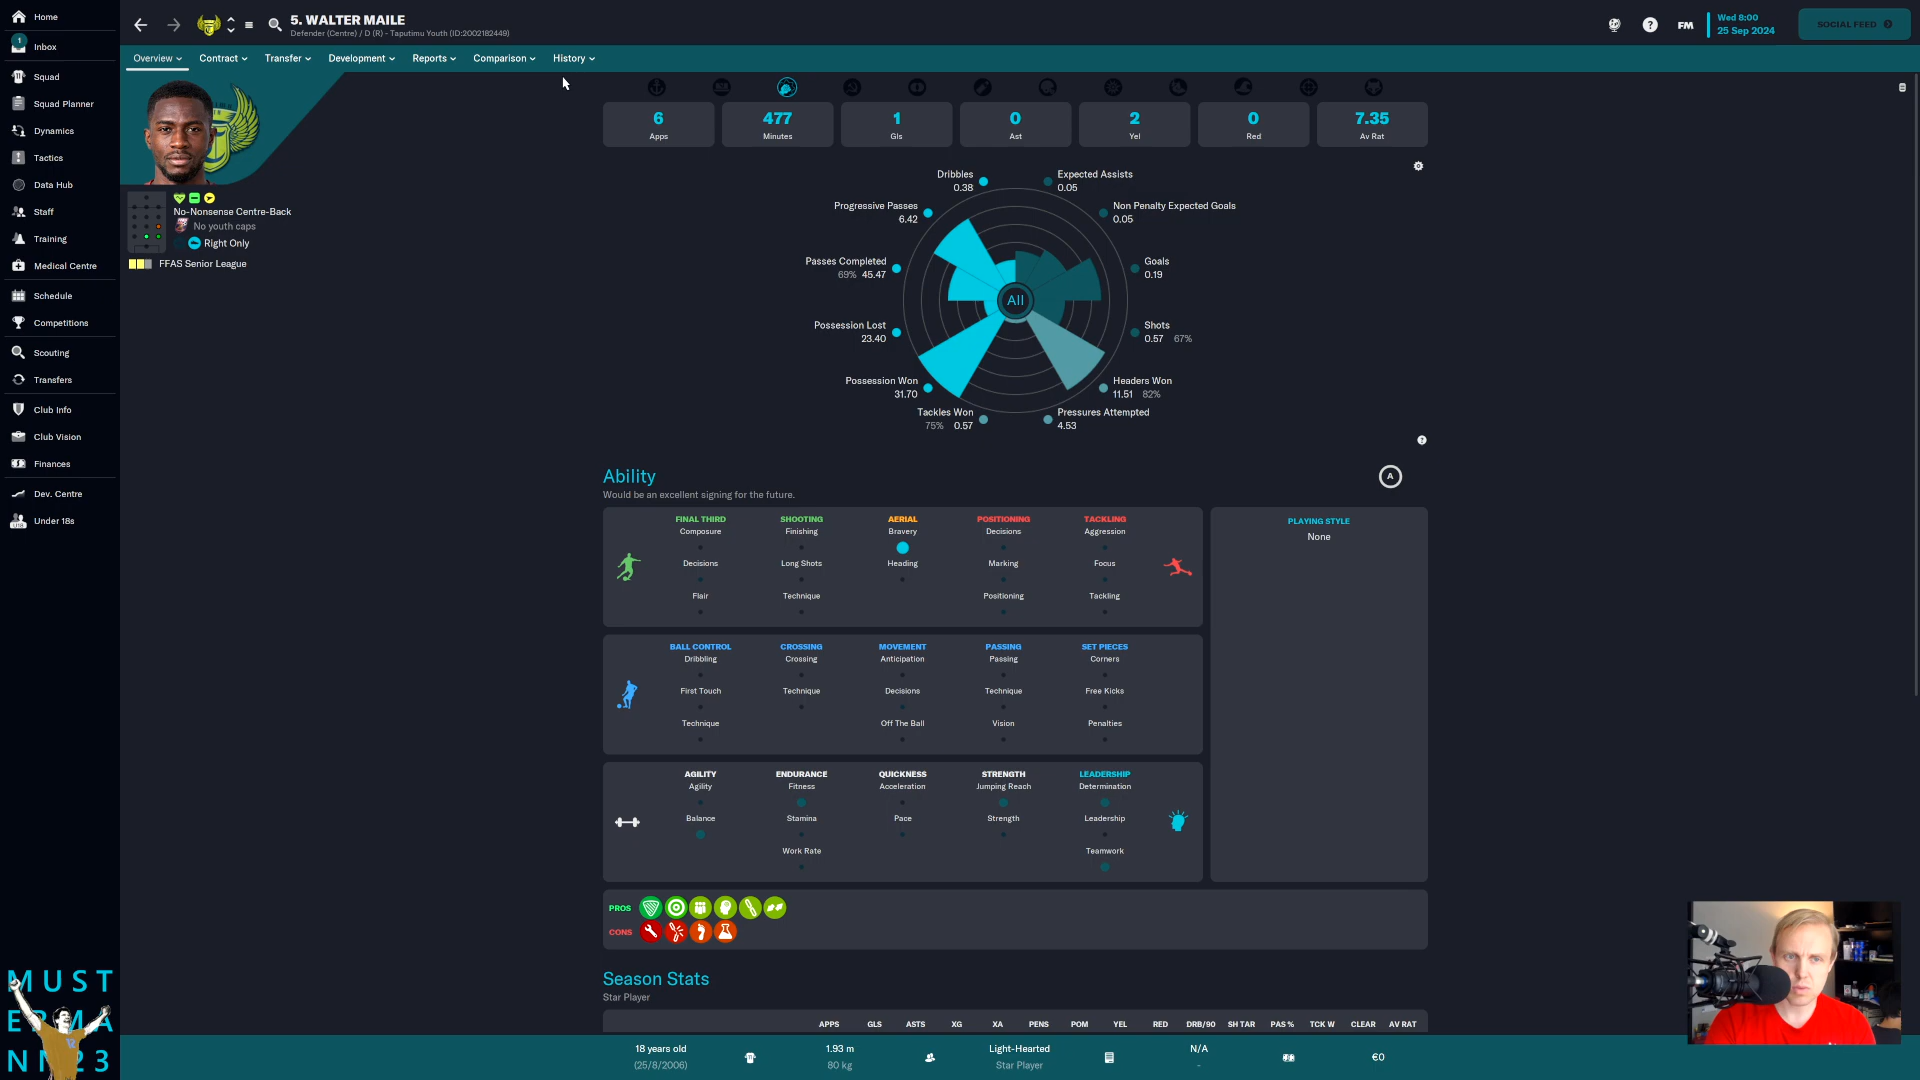 Home
1
Inbox
Squad
Squad Planner
Dynamics
Tactics
Data Hub
Staff
Training
Medical Centre
Schedule
Competitions
Scouting
Transfers
Club Info
Club Vision
Finances
Dev. Centre
Under 18s
MUST
ERMA
NN23
5. WALTER MAILE
Defender (Centre) / D (R) - Taputimu Youth (ID:2002182449)
FM
Wed 8:00
25 Sep 2024
SOCIAL FEED
Overview
Contract
Transfer
Development
Reports
Comparison
History
No-Nonsense Centre-Back
No youth caps
Right Only
FFAS Senior League
6
Apps
477
Minutes
1
Gls
0
Ast
2
Yel
0
Red
7.35
Av Rat
Dribbles
0.38
Expected Assists
0.05
Progressive Passes
6.42
Non Penalty Expected Goals
0.05
Passes Completed
69% 45.47
Goals
0.19
All
Possession Lost
23.40
Shots
0.57 67%
Possession Won
31.70
Headers Won
11.51 82%
Tackles Won
75% 0.57
Pressures Attempted
4.53
Ability
Would be an excellent signing for the future.
A
FINAL THIRD
Composure
Decisions
Flair
SHOOTING
Finishing
Long Shots
Technique
AERIAL
Bravery
Heading
POSITIONING
Decisions
Marking
Positioning
TACKLING
Aggression
Focus
Tackling
PLAYING STYLE
None
BALL CONTROL
Dribbling
First Touch
Technique
CROSSING
Crossing
Technique
MOVEMENT
Anticipation
Decisions
Off The Ball
PASSING
Passing
Technique
Vision
SET PIECES
Corners
Free Kicks
Penalties
AGILITY
Agility
Balance
ENDURANCE
Fitness
Stamina
Work Rate
QUICKNESS
Acceleration
Pace
STRENGTH
Jumping Reach
Strength
LEADERSHIP
Determination
Leadership
Teamwork
PROS
CONS
Season Stats
Star Player
APPS GLS ASTS XG XA PENS POM YEL RED DRB/90 SH TAR PAS % TCK W CLEAR AV RAT
18 years old
(25/8/2006)
1.93 m
80 kg
Light-Hearted
Star Player
N/A
-
€0